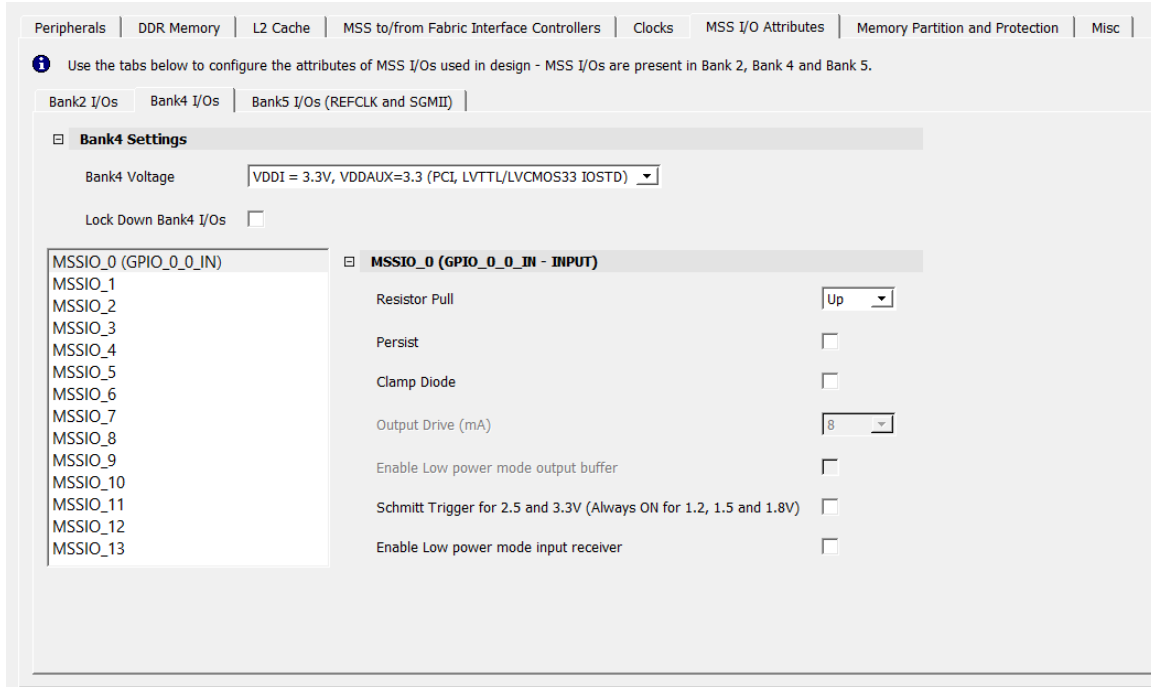 Peripherals DDR Memory L2 Cache MSS to/from Fabric Interface Controllers Clocks MSS I/O Attributes Memory Partition and Protection Misc
Use the tabs below to configure the attributes of MSS I/Os used in design - MSS I/Os are present in Bank 2, Bank 4 and Bank 5.
Bank2 I/Os Bank4 I/Os Bank5 I/Os (REFCLK and SGMII)
Bank4 Settings
Bank4 Voltage VDDI = 3.3V, VDDAUX=3.3 (PCI, LVTTL/LVCMOS33 IOSTD)
Lock Down Bank4 I/Os
MSSIO_0 (GPIO_0_0_IN)
MSSIO_1
MSSIO_2
MSSIO_3
MSSIO_4
MSSIO_5
MSSIO_6
MSSIO_7
MSSIO_8
MSSIO_9
MSSIO_10
MSSIO_11
MSSIO_12
MSSIO_13
MSSIO_0 (GPIO_0_0_IN - INPUT)
Resistor Pull Up
Persist
Clamp Diode
Output Drive (mA) 8
Enable Low power mode output buffer
Schmitt Trigger for 2.5 and 3.3V (Always ON for 1.2, 1.5 and 1.8V)
Enable Low power mode input receiver